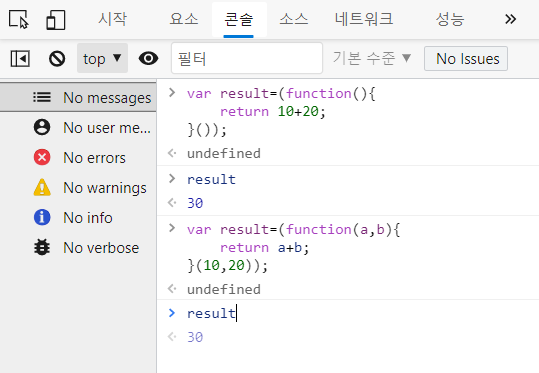 시작 요소 콘솔 소스 네트워크 성능 »
top ▼ 필터 기본 수준 ▼ No Issues
No messages
No user me...
No errors
No warnings
No info
No verbose
> var result=(function(){
return 10+20;
}());
<· undefined
> result
<· 30
> var result=(function(a,b){
return a+b;
}(10,20));
<· undefined
> result
<· 30